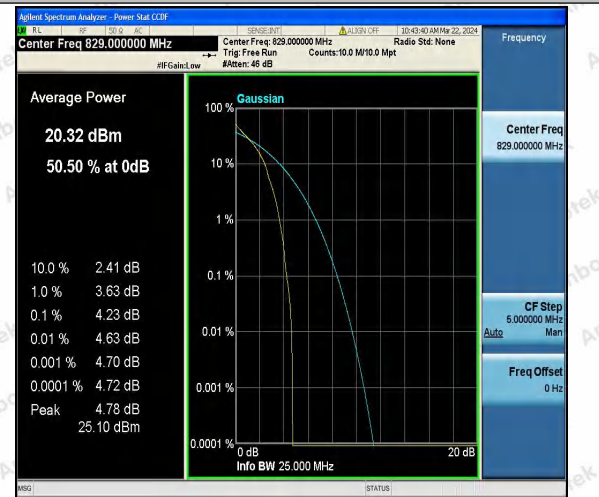 Agilent Spectrum Analyzer - Power Stat CCDF
RL RF 50 Ω AC SENSE:INT ALIGN OFF 10:43:40 AM Mar 22, 2024
Center Freq 829.000000 MHz
Center Freq: 829.000000 MHz Radio Std: None
Trig: Free Run Counts:10.0 M/10.0 Mpt
#IFGain:Low #Atten: 46 dB
Frequency
Average Power
20.32 dBm
50.50 % at 0dB
10.0 % 2.41 dB
1.0 % 3.63 dB
0.1 % 4.23 dB
0.01 % 4.63 dB
0.001 % 4.70 dB
0.0001 % 4.72 dB
Peak 4.78 dB
25.10 dBm
Gaussian
100 %
10 %
1 %
0.1 %
0.01 %
0.001 %
0.0001 %
0 dB 20 dB
Info BW 25.000 MHz
Center Freq
829.000000 MHz
CF Step
5.000000 MHz
Auto Man
Freq Offset
0 Hz
MSG STATUS